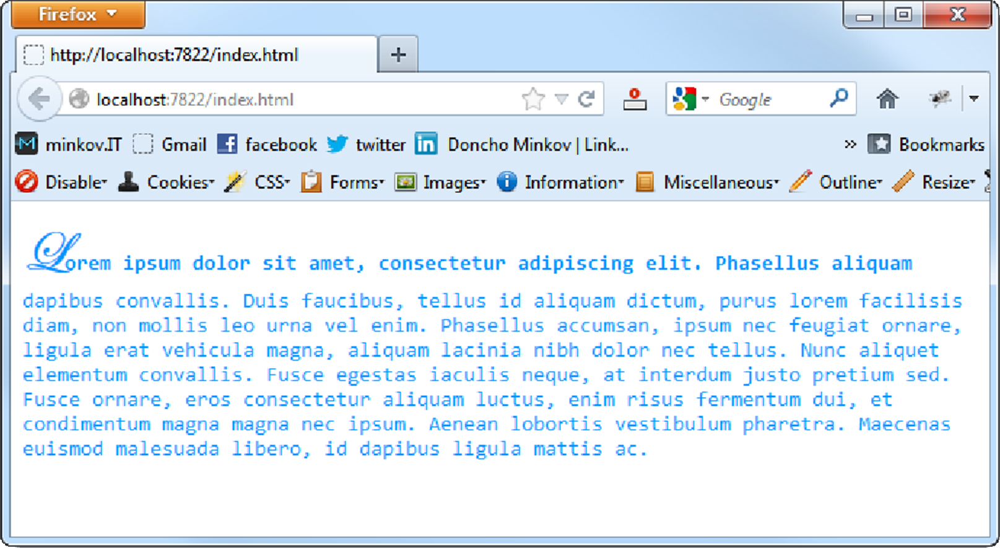 Firefox
http://localhost:7822/index.html
localhost:7822/index.html Google
minkov.IT Gmail facebook twitter Doncho Minkov | Link... » Bookmarks
Disable Cookies CSS Forms Images Information Miscellaneous Outline Resize
Lorem ipsum dolor sit amet, consectetur adipiscing elit. Phasellus aliquam
dapibus convallis. Duis faucibus, tellus id aliquam dictum, purus lorem facilisis
diam, non mollis leo urna vel enim. Phasellus accumsan, ipsum nec feugiat ornare,
ligula erat vehicula magna, aliquam lacinia nibh dolor nec tellus. Nunc aliquet
elementum convallis. Fusce egestas iaculis neque, at interdum justo pretium sed.
Fusce ornare, eros consectetur aliquam luctus, enim risus fermentum dui, et
condimentum magna magna nec ipsum. Aenean lobortis vestibulum pharetra. Maecenas
euismod malesuada libero, id dapibus ligula mattis ac.